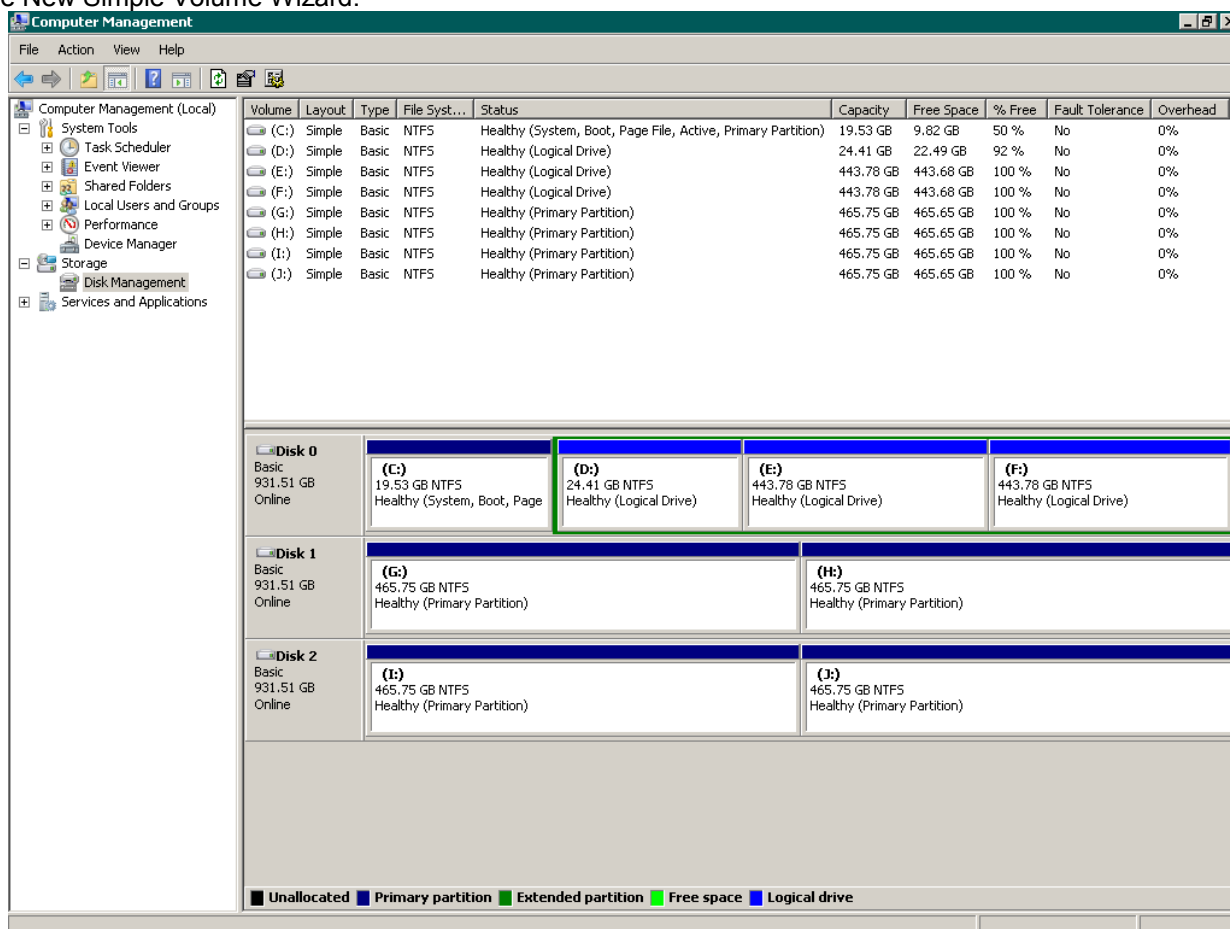 e New Simple Volume Wizard.
Computer Management
File Action View Help
Computer Management (Local)
System Tools
Task Scheduler
Event Viewer
Shared Folders
Local Users and Groups
Performance
Device Manager
Storage
Disk Management
Services and Applications
Volume Layout Type File Syst... Status Capacity Free Space % Free Fault Tolerance Overhead
(C:) Simple Basic NTFS Healthy (System, Boot, Page File, Active, Primary Partition) 19.53 GB 9.82 GB 50 % No 0%
(D:) Simple Basic NTFS Healthy (Logical Drive) 24.41 GB 22.49 GB 92 % No 0%
(E:) Simple Basic NTFS Healthy (Logical Drive) 443.78 GB 443.68 GB 100 % No 0%
(F:) Simple Basic NTFS Healthy (Logical Drive) 443.78 GB 443.68 GB 100 % No 0%
(G:) Simple Basic NTFS Healthy (Primary Partition) 465.75 GB 465.65 GB 100 % No 0%
(H:) Simple Basic NTFS Healthy (Primary Partition) 465.75 GB 465.65 GB 100 % No 0%
(I:) Simple Basic NTFS Healthy (Primary Partition) 465.75 GB 465.65 GB 100 % No 0%
(J:) Simple Basic NTFS Healthy (Primary Partition) 465.75 GB 465.65 GB 100 % No 0%
Disk 0
Basic
931.51 GB
Online
(C:)
19.53 GB NTFS
Healthy (System, Boot, Page
(D:)
24.41 GB NTFS
Healthy (Logical Drive)
(E:)
443.78 GB NTFS
Healthy (Logical Drive)
(F:)
443.78 GB NTFS
Healthy (Logical Drive)
Disk 1
Basic
931.51 GB
Online
(G:)
465.75 GB NTFS
Healthy (Primary Partition)
(H:)
465.75 GB NTFS
Healthy (Primary Partition)
Disk 2
Basic
931.51 GB
Online
(I:)
465.75 GB NTFS
Healthy (Primary Partition)
(J:)
465.75 GB NTFS
Healthy (Primary Partition)
Unallocated Primary partition Extended partition Free space Logical drive